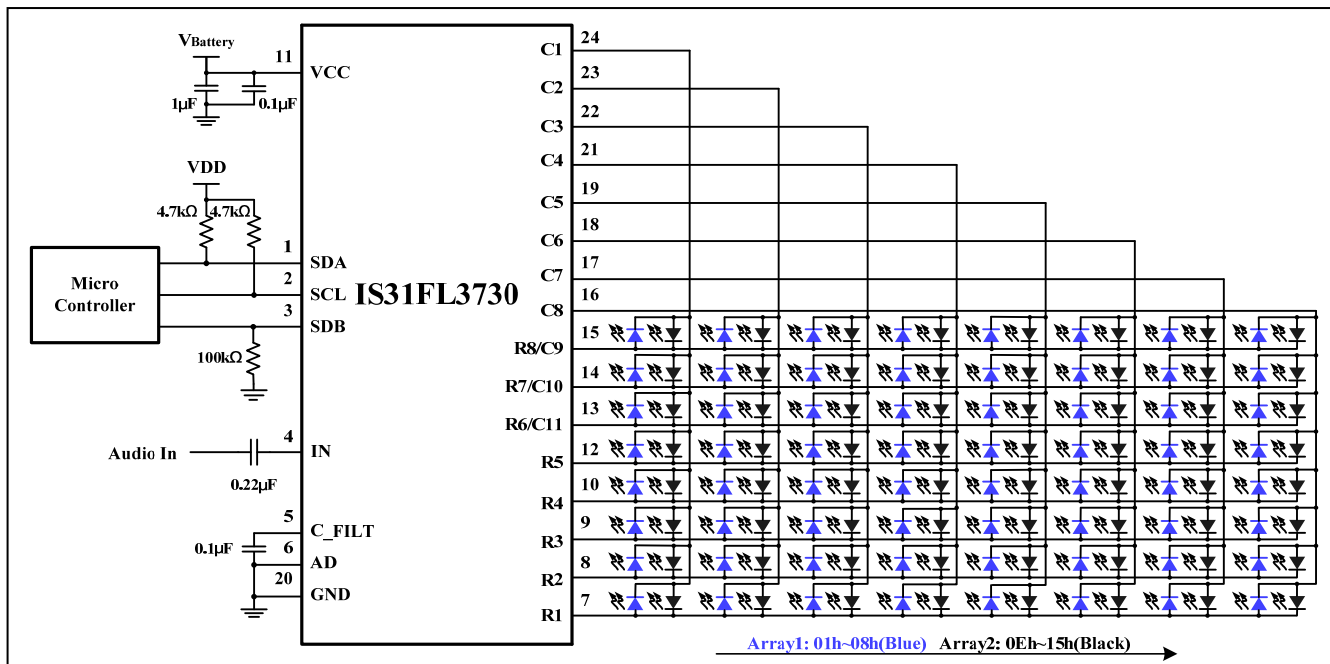 VBattery
11
VCC
1μF
0.1μF
VDD
4.7kΩ
4.7kΩ
Micro
Controller
1
SDA
2
SCL
3
SDB
100kΩ
Audio In
4
IN
0.22μF
5
C_FILT
0.1μF
6
AD
20
GND
IS31FL3730
24
C1
23
C2
22
C3
21
C4
19
C5
18
C6
17
C7
16
C8
15
R8/C9
14
R7/C10
13
R6/C11
12
R5
10
R4
9
R3
8
R2
7
R1
Array1: 01h~08h(Blue) Array2: 0Eh~15h(Black)